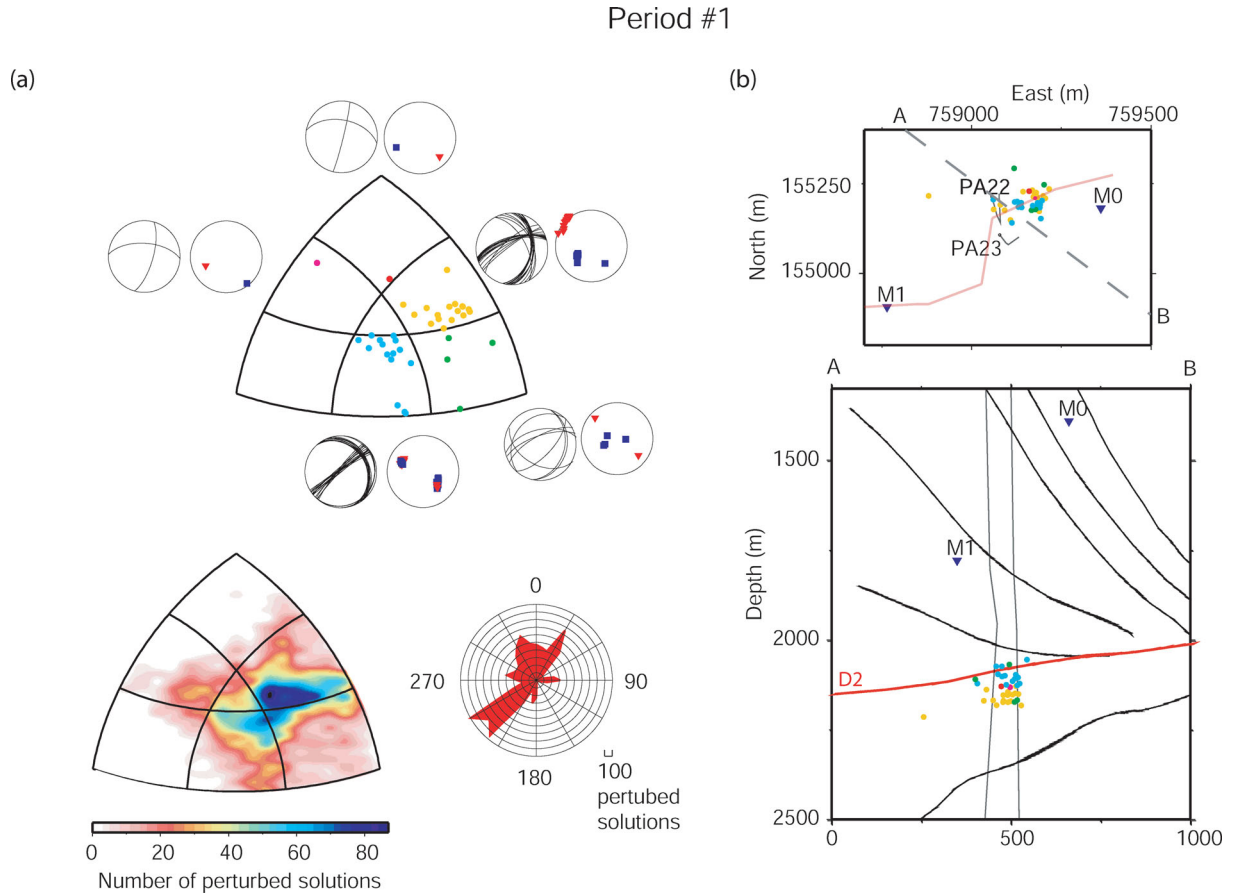 Period #1
(a)
(b)
East (m)
A
759000
759500
155250
155000
North (m)
PA22
M0
PA23
M1
B
A
B
M0
1500
M1
Depth (m)
2000
D2
2500
0
500
1000
0
270
90
180
100
pertubed
solutions
0
20
40
60
80
Number of perturbed solutions